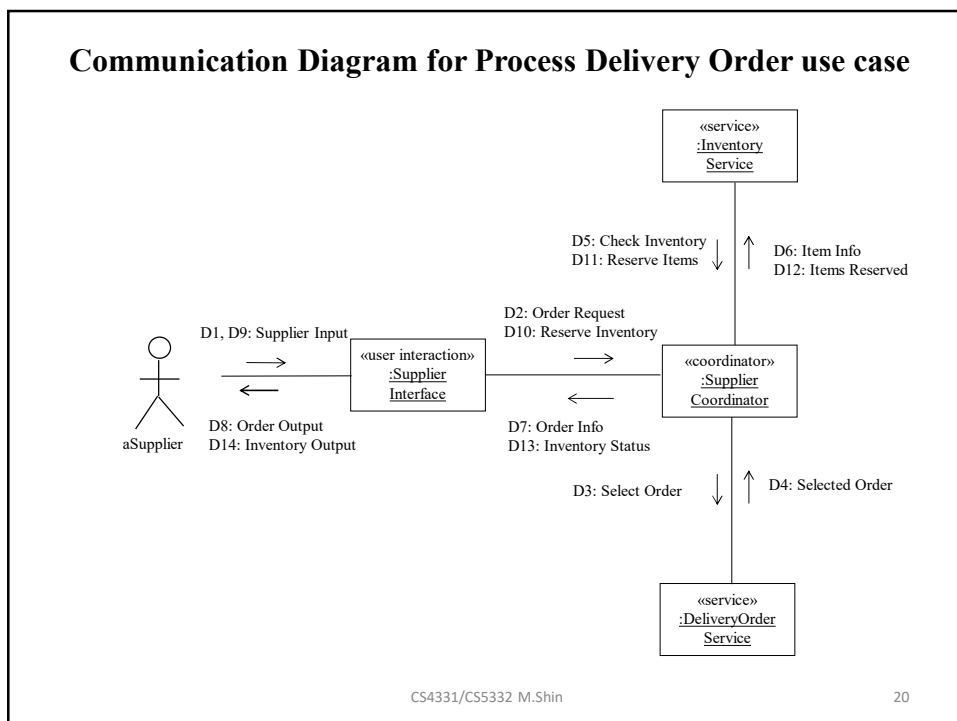 Communication Diagram for Process Delivery Order use case
«service»
:Inventory
Service
D5: Check Inventory
D11: Reserve Items
D6: Item Info
D12: Items Reserved
D2: Order Request
D10: Reserve Inventory
D1, D9: Supplier Input
«user interaction»
:Supplier
Interface
«coordinator»
:Supplier
Coordinator
aSupplier
D8: Order Output
D14: Inventory Output
D7: Order Info
D13: Inventory Status
D3: Select Order
D4: Selected Order
«service»
:DeliveryOrder
Service
CS4331/CS5332 M.Shin
20